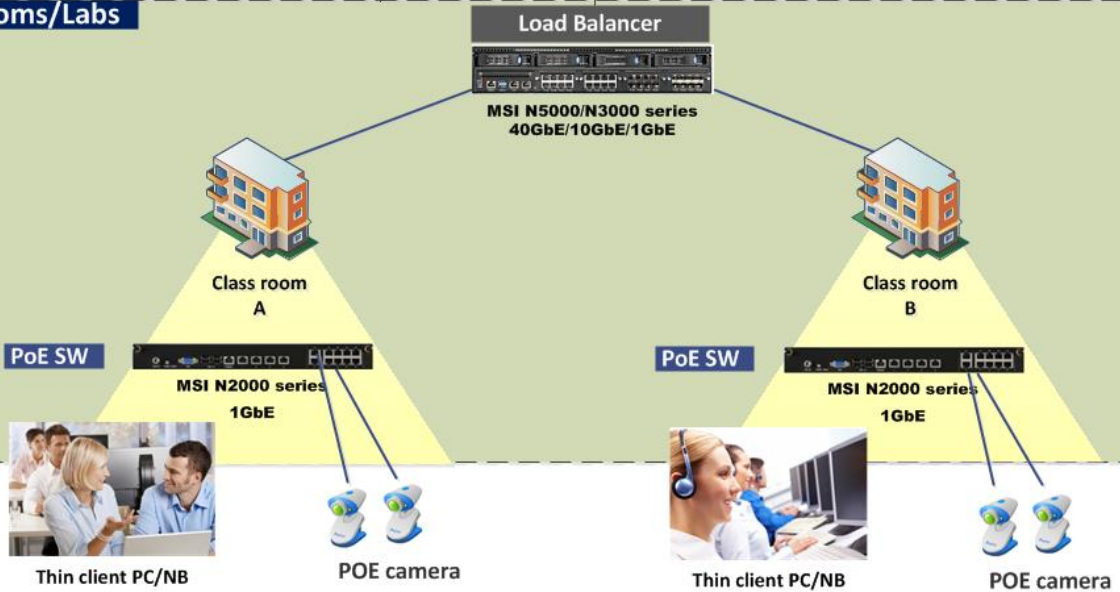 oms/Labs
Load Balancer
MSI N5000/N3000 series
40GbE/10GbE/1GbE
Class room
A
Class room
B
PoE SW
MSI N2000 series
1GbE
PoE SW
MSI N2000 series
1GbE
Thin client PC/NB
POE camera
Thin client PC/NB
POE camera